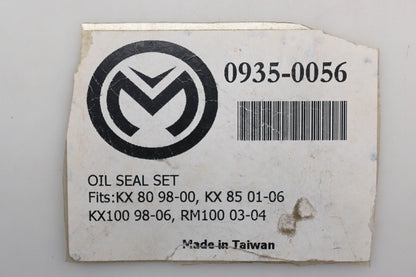 0935-0056
OIL SEAL SET
Fits:KX 80 98-00, KX 85 01-06
KX100 98-06, RM100 03-04
Made in Taiwan